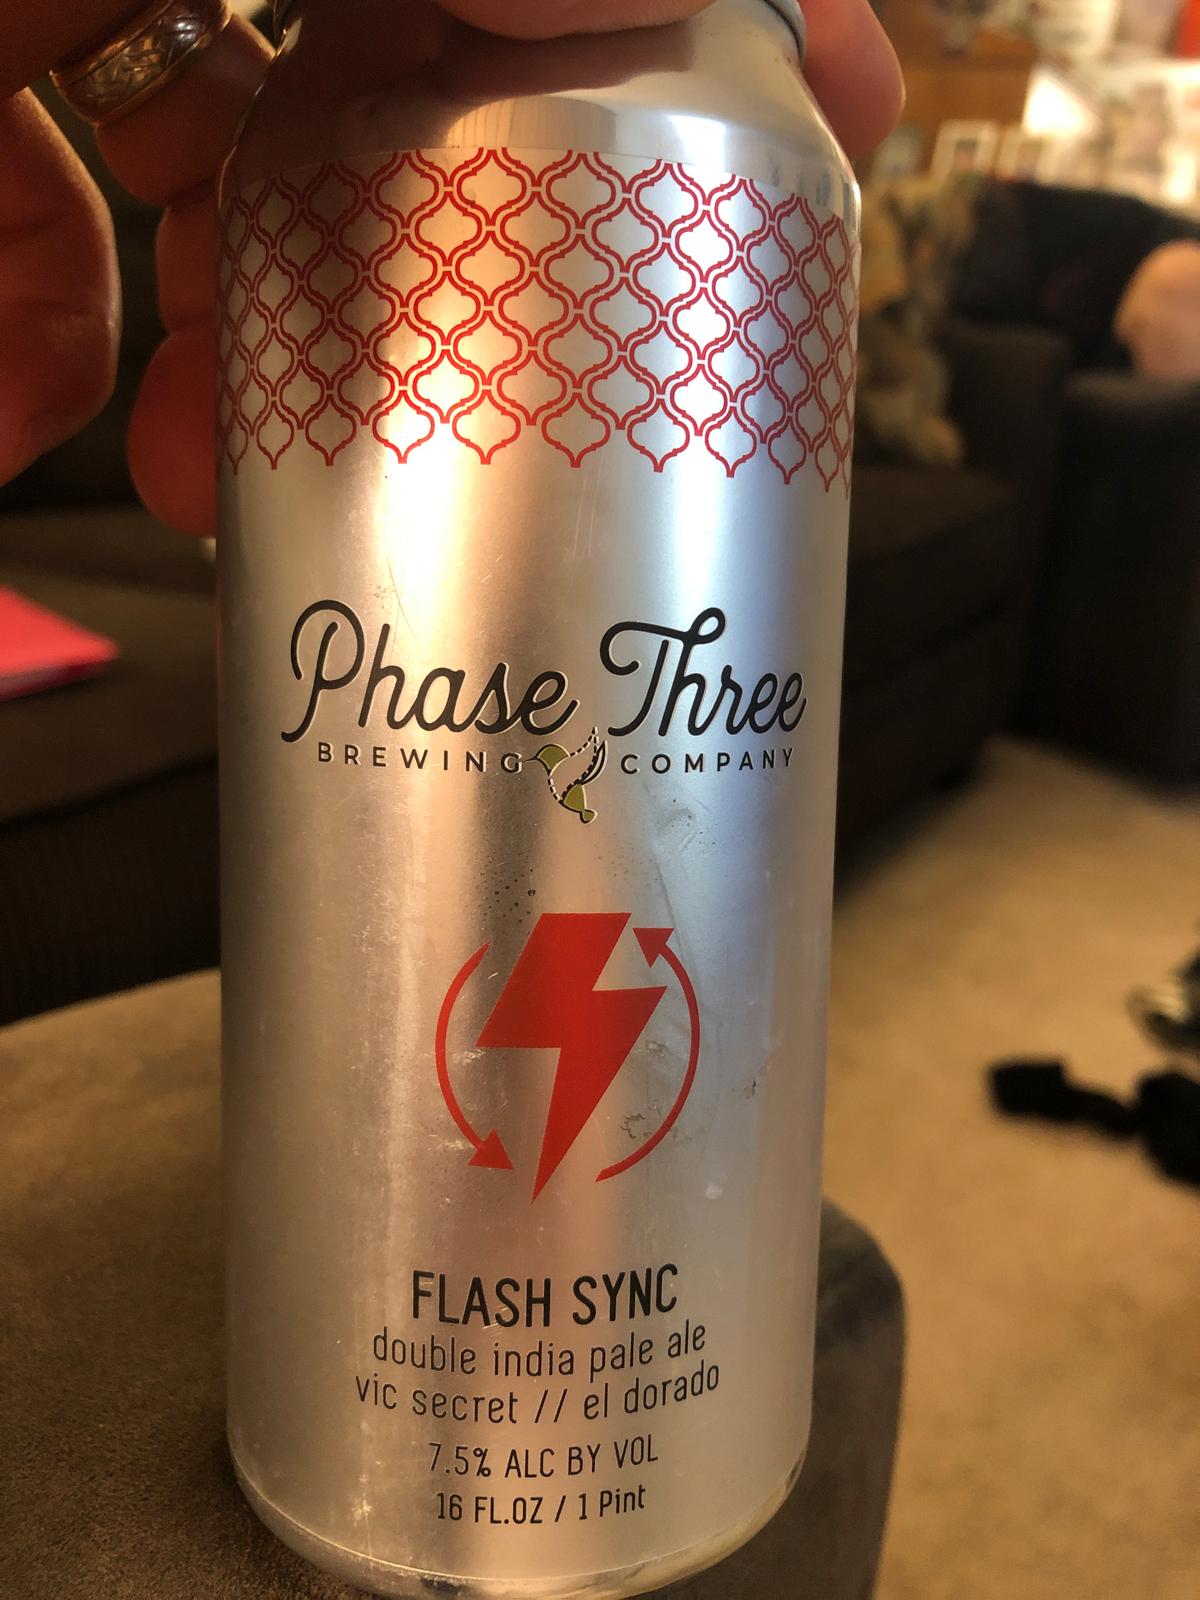 Phase Three
BREWING COMPANY
FLASH SYNC
double india pale ale
vic secret // el dorado
7.5% ALC BY VOL
16 FL.OZ / 1 Pint